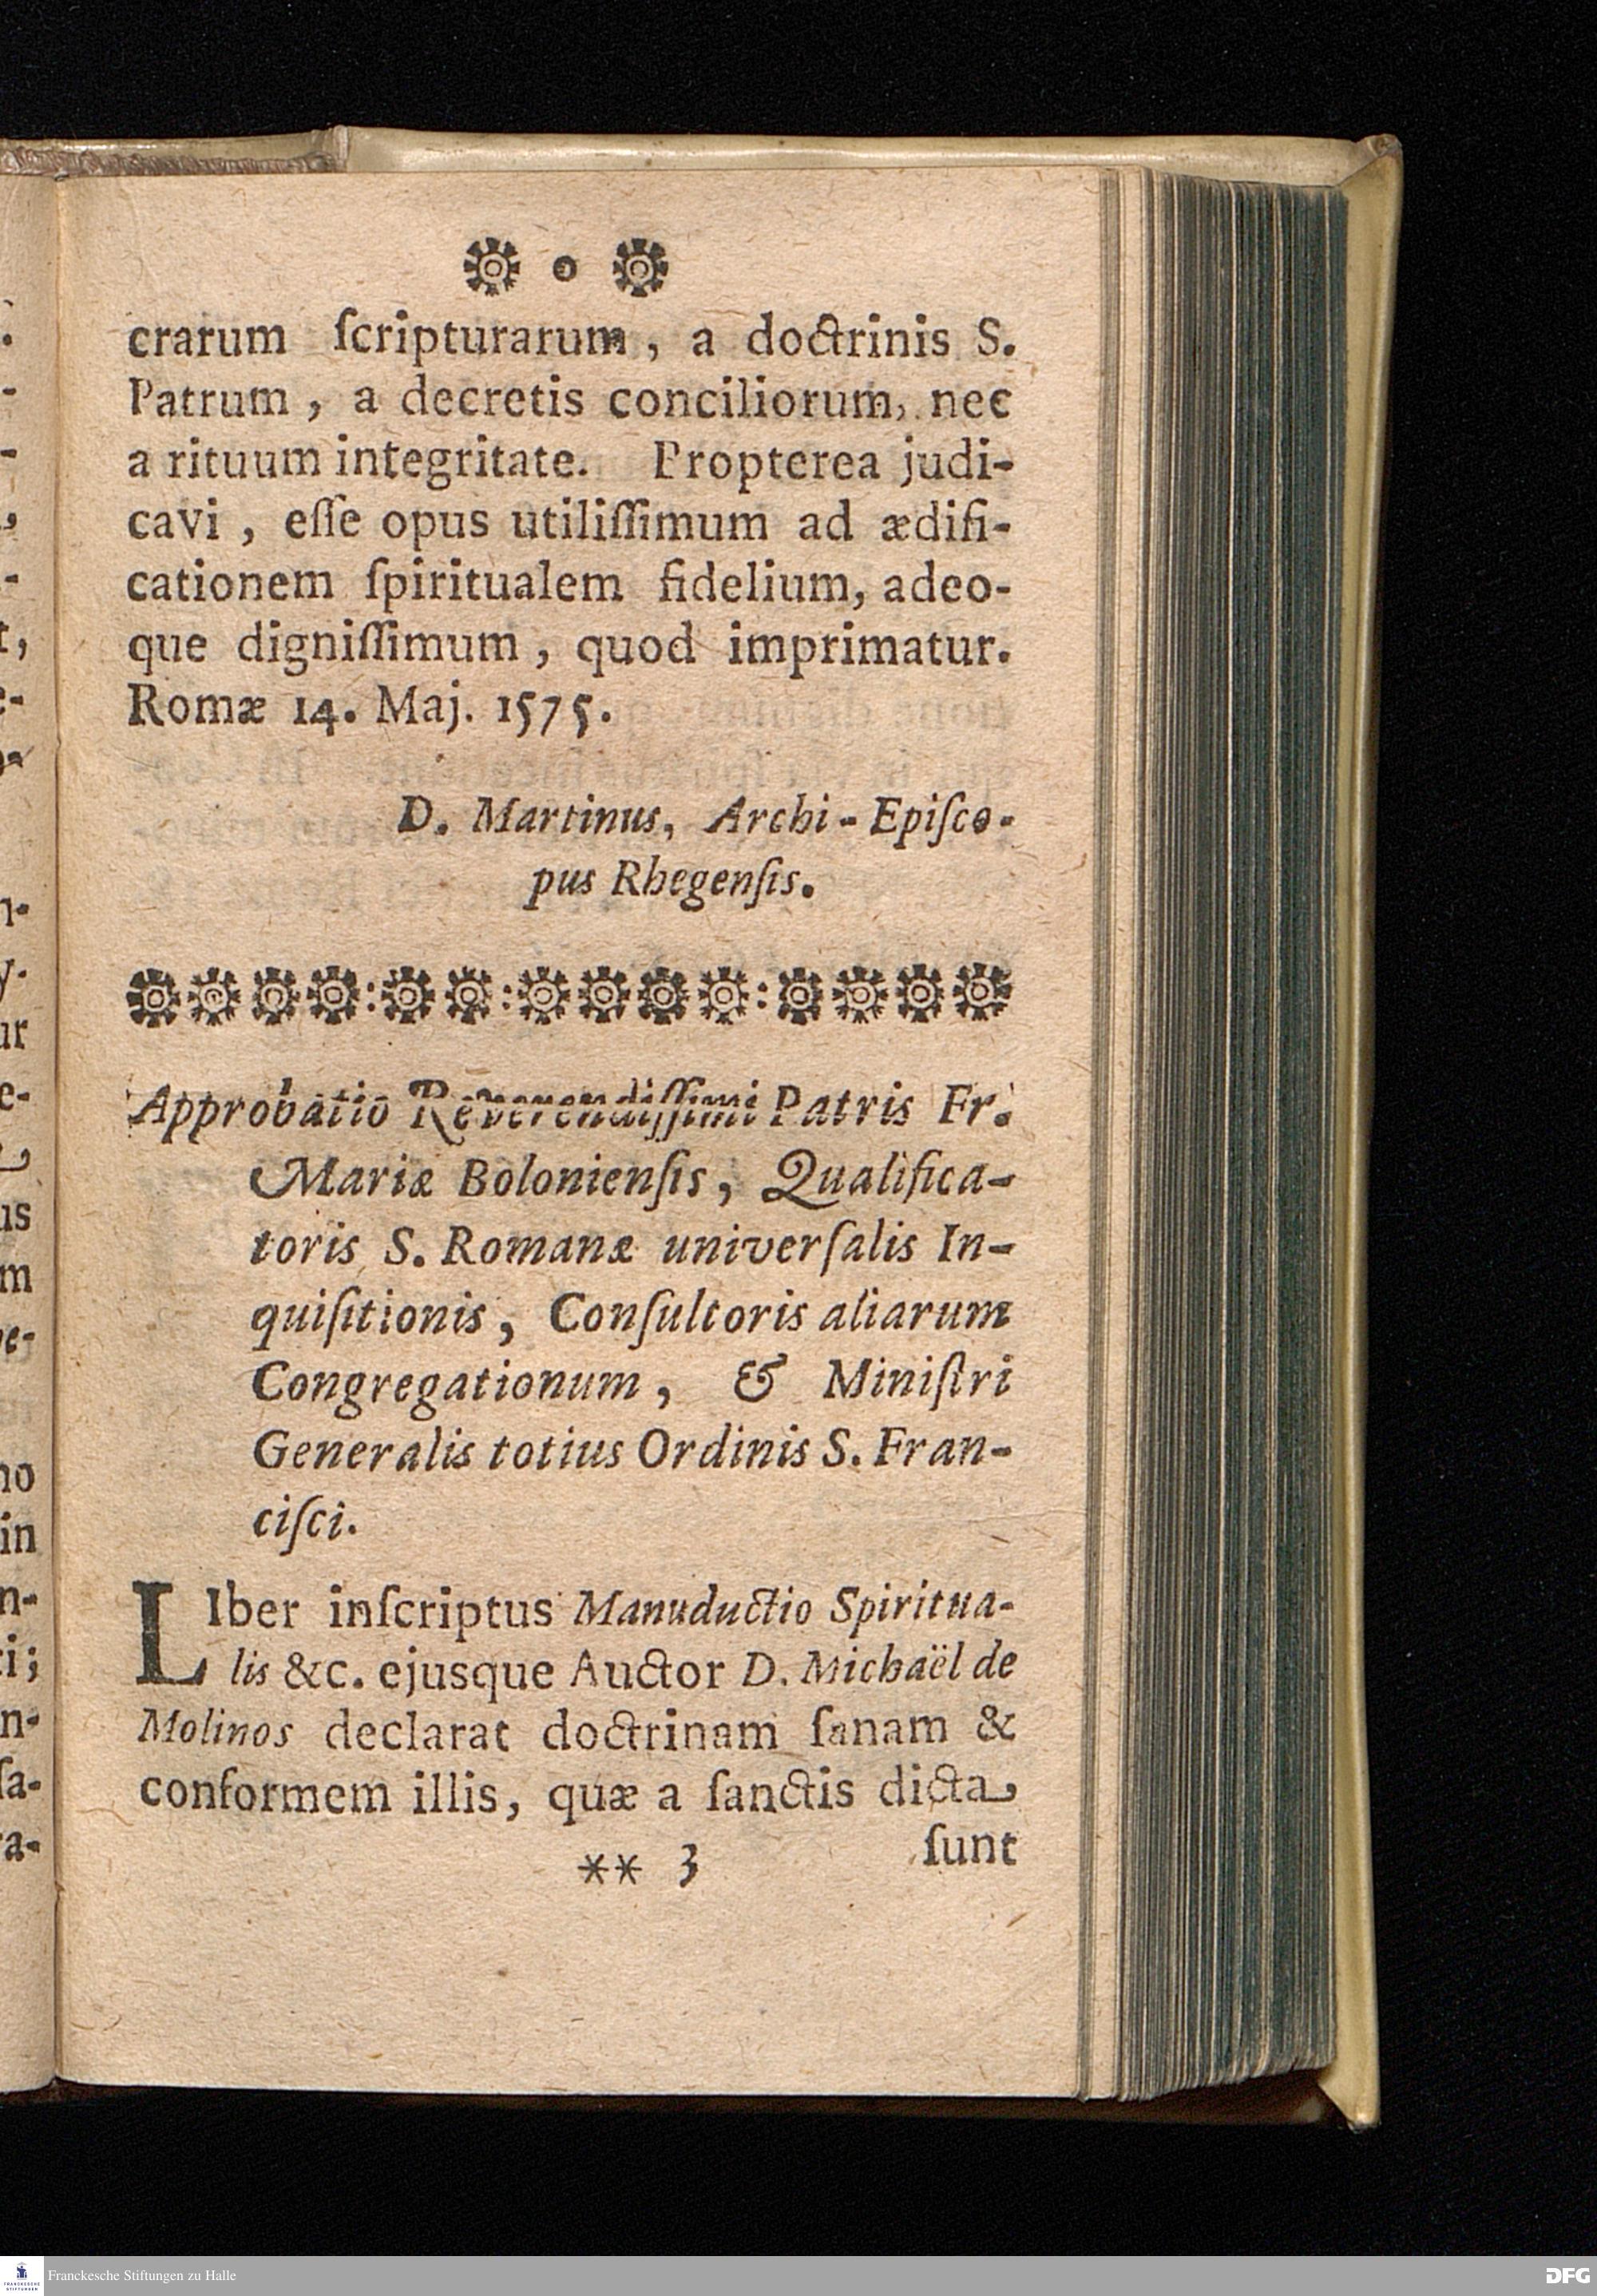 crarum ſcripturarum, a doctrinis S.
Patrum, a decretis conciliorum, nec
a rituum integritate. Propterea judi-
cavi, eſſe opus utiliſſimum ad ædifi-
cationem ſpiritualem fidelium, adeo-
que digniſſimum, quod imprimatur.
Romæ 14. Maj. 1575.
D. Martinus, Archi-Epiſco-
pus Rhegenſis.
Approbatio Reverendiſſimi Patris Fr.
Mariæ Bolonienſis, Qualifica-
toris S. Romanæ univerſalis In-
quiſitionis, Conſultoris aliarum
Congregationum, & Miniſtri
Generalis totius Ordinis S. Fran-
ciſci.
LIber inſcriptus Manuductio Spiritua-
lis &c. ejusque Auctor D. Michaël de
Molinos declarat doctrinam ſanam &
conformem illis, quæ a ſanctis dicta
** 3 ſunt
Franckesche Stiftungen zu Halle
DFG